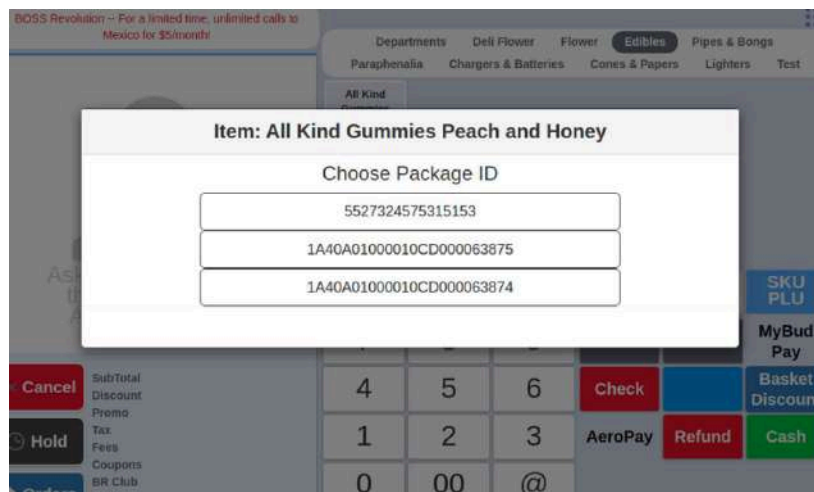 BOSS Revolution -- For a limited time, unlimited calls to
Mexico for $5/month!
Departments Deli Flower Flower Edibles Pipes & Bongs
Paraphenalia Chargers & Batteries Cones & Papers Lighters Test
All Kind
Gummies
Item: All Kind Gummies Peach and Honey
Choose Package ID
5527324575315153
1A40A01000010CD000063875
1A40A01000010CD000063874
SKU
PLU
MyBud
Pay
Cancel
SubTotal
Discount
Promo
Tax
Fees
Coupons
BR Club
Hold
4 5 6 Check
Basket
Discoun
1 2 3 AeroPay Refund Cash
0 00 @